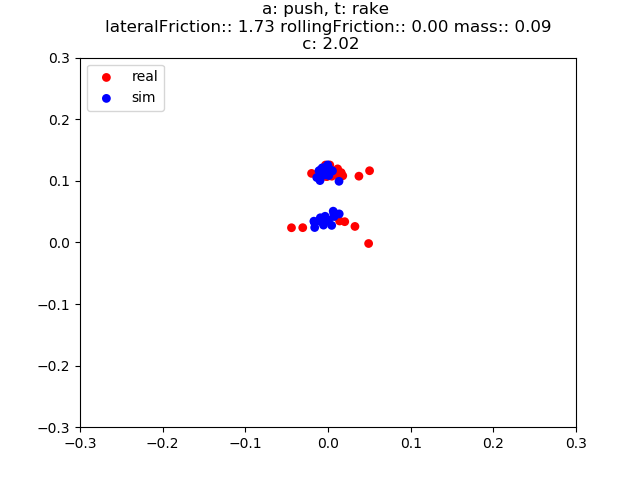 a: push, t: rake
lateralFriction:: 1.73 rollingFriction:: 0.00 mass:: 0.09
c: 2.02
real
sim
0.3
0.2
0.1
0.0
−0.1
−0.2
−0.3
−0.3 −0.2 −0.1 0.0 0.1 0.2 0.3